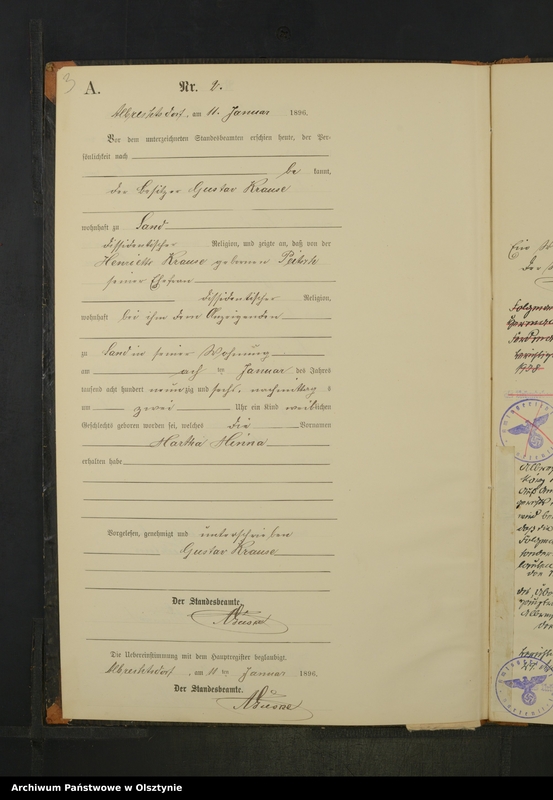 3
A.
Nr. 2.
Albrechtsdorf, am 11. Januar 1896.
Vor dem unterzeichneten Standesbeamten erschien heute, der Per-
sönlichkeit nach
be kannt,
der Besitzer Gustav Krause
wohnhaft zu Sand
dissidentischer Religion, und zeigte an, daß von der
Henriette Krause geborenen
seiner Ehefrau
dissidentischer Religion,
wohnhaft bei ihm dem Anzeigenden
zu Sand in seiner Wohnung
am ten Januar des Jahres
tausend acht hundert neunzig und sechs, nachmittag s
um zwei Uhr ein Kind weiblichen
Geschlechts geboren worden sei, welches die Vornamen
Martha Minna
erhalten habe
Vorgelesen, genehmigt und unterschrieben
Gustav Krause
Der Standesbeamte.
Die Uebereinstimmung mit dem Hauptregister beglaubigt.
Albrechtsdorf, am 11 ten Januar 1896.
Der Standesbeamte.
Archiwum Państwowe w Olsztynie